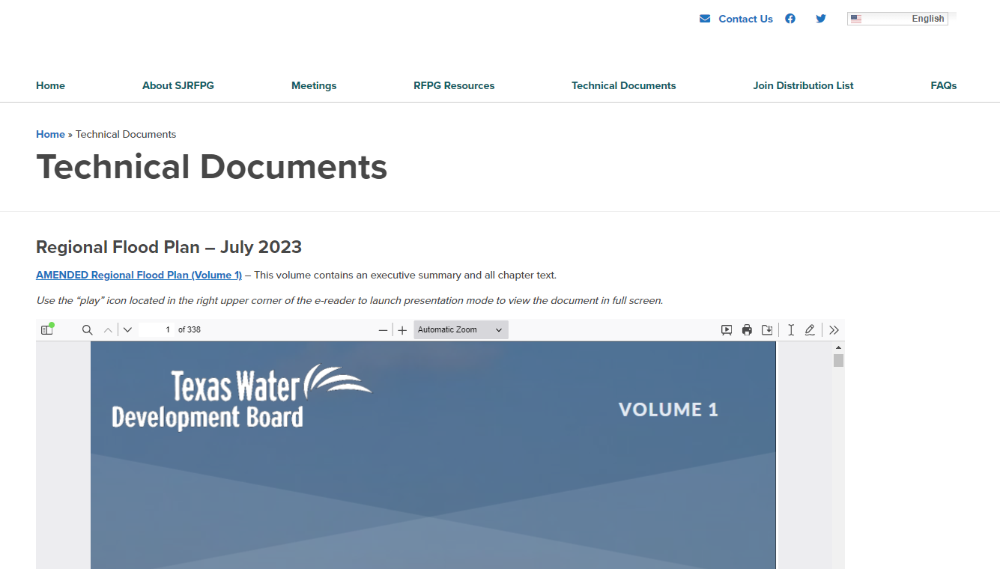 Contact Us
English
Home About SJRFPG Meetings RFPG Resources Technical Documents Join Distribution List FAQs
Home » Technical Documents
Technical Documents
Regional Flood Plan – July 2023
AMENDED Regional Flood Plan (Volume 1) – This volume contains an executive summary and all chapter text.
Use the “play” icon located in the right upper corner of the e-reader to launch presentation mode to view the document in full screen.
1 of 338 Automatic Zoom
Texas Water
Development Board
VOLUME 1